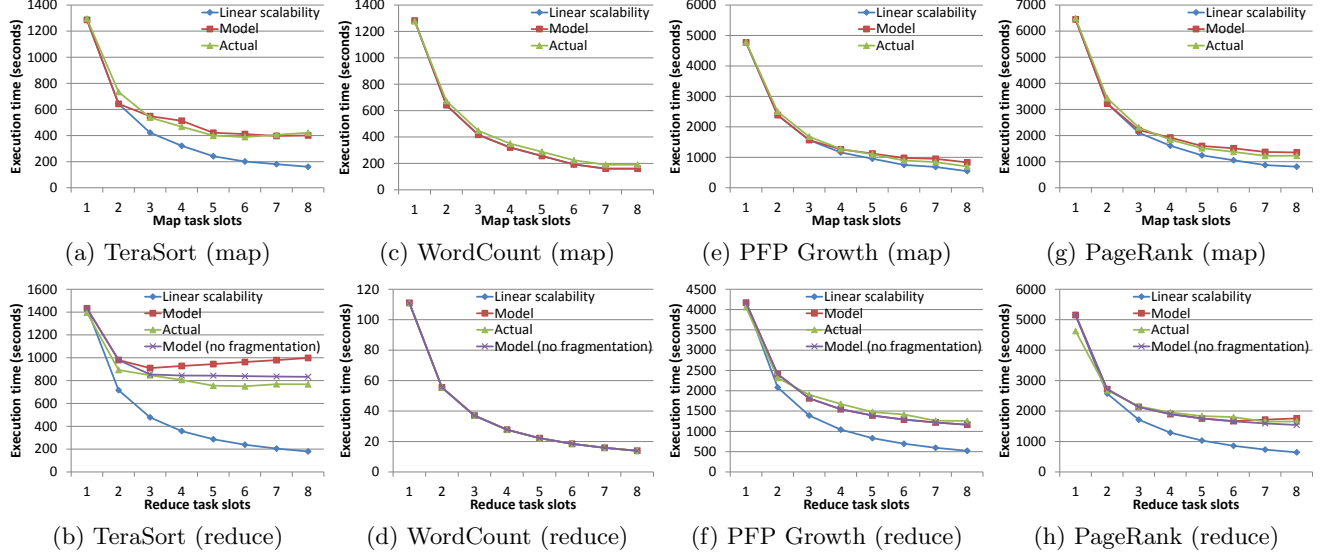 1400
1200
1000
800
600
400
200
0
Execution time (seconds)
Linear scalability
Model
Actual
1 2 3 4 5 6 7 8
Map task slots
(a) TeraSort (map)
1400
1200
1000
800
600
400
200
0
Execution time (seconds)
Linear scalability
Model
Actual
1 2 3 4 5 6 7 8
Map task slots
(c) WordCount (map)
6000
5000
4000
3000
2000
1000
0
Execution time (seconds)
Linear scalability
Model
Actual
1 2 3 4 5 6 7 8
Map task slots
(e) PFP Growth (map)
7000
6000
5000
4000
3000
2000
1000
0
Execution time (seconds)
Linear scalability
Model
Actual
1 2 3 4 5 6 7 8
Map task slots
(g) PageRank (map)
1600
1400
1200
1000
800
600
400
200
0
Execution time (seconds)
Linear scalability
Model
Actual
Model (no fragmentation)
1 2 3 4 5 6 7 8
Reduce task slots
(b) TeraSort (reduce)
120
100
80
60
40
20
0
Execution time (seconds)
Linear scalability
Model
Actual
Model (no fragmentation)
1 2 3 4 5 6 7 8
Reduce task slots
(d) WordCount (reduce)
4500
4000
3500
3000
2500
2000
1500
1000
500
0
Execution time (seconds)
Linear scalability
Model
Actual
Model (no fragmentation)
1 2 3 4 5 6 7 8
Reduce task slots
(f) PFP Growth (reduce)
6000
5000
4000
3000
2000
1000
0
Execution time (seconds)
Linear scalability
Model
Actual
Model (no fragmentation)
1 2 3 4 5 6 7 8
Reduce task slots
(h) PageRank (reduce)